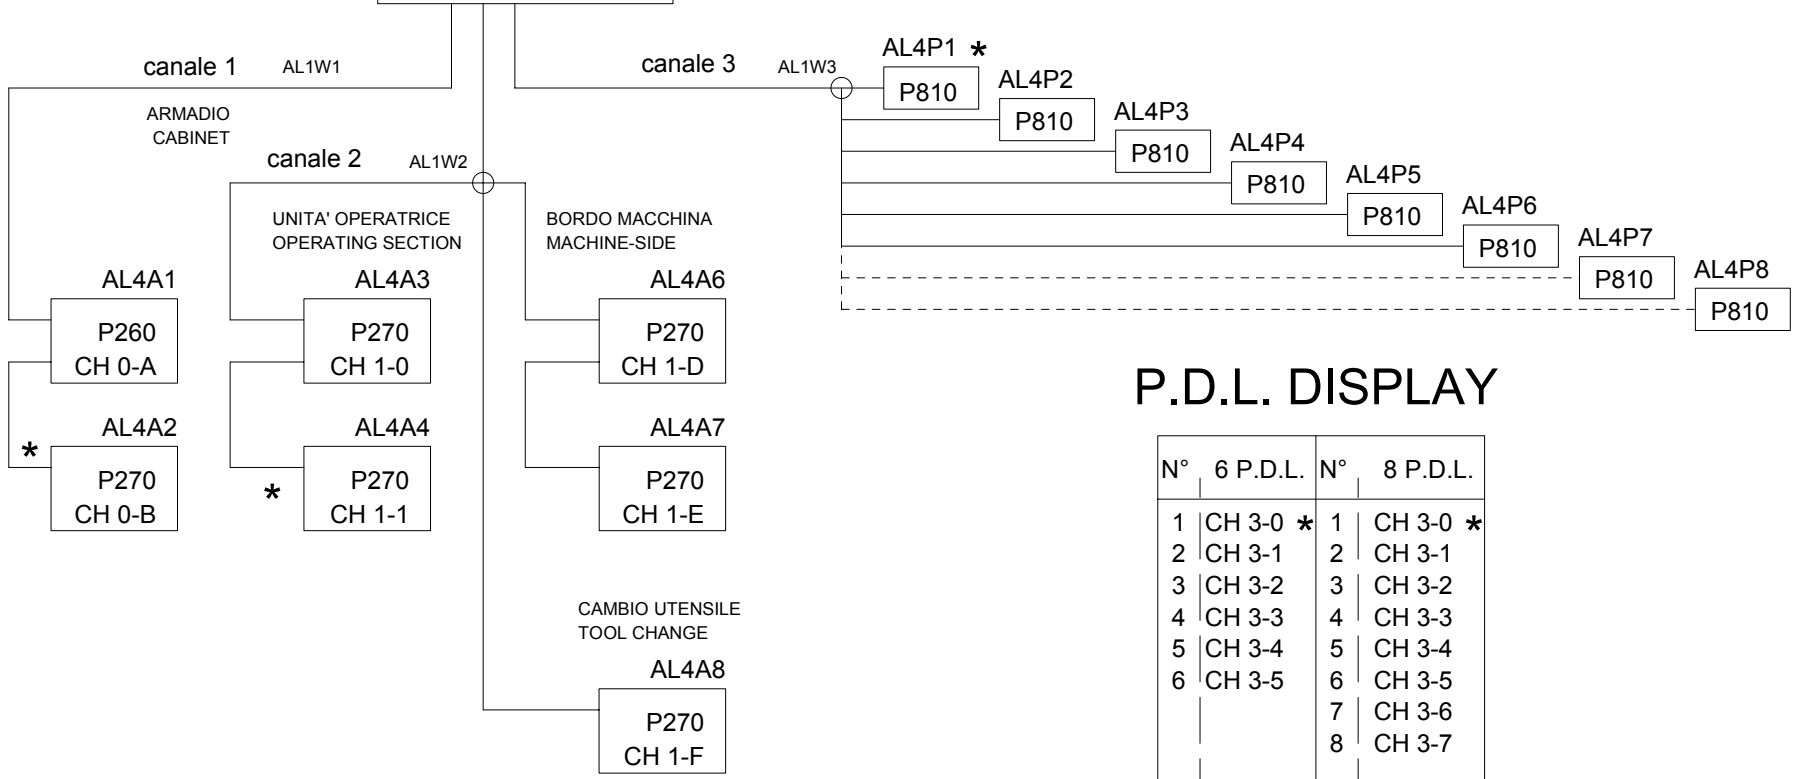 canale 1 AL1W1
ARMADIO
CABINET
canale 2 AL1W2
UNITA' OPERATRICE
OPERATING SECTION
BORDO MACCHINA
MACHINE-SIDE
AL4A1
P260
CH 0-A
AL4A2
*
P270
CH 0-B
AL4A3
P270
CH 1-0
AL4A4
*
P270
CH 1-1
AL4A6
P270
CH 1-D
AL4A7
P270
CH 1-E
CAMBIO UTENSILE
TOOL CHANGE
AL4A8
P270
CH 1-F
canale 3 AL1W3
AL4P1 *
P810
AL4P2
P810
AL4P3
P810
AL4P4
P810
AL4P5
P810
AL4P6
P810
AL4P7
P810
AL4P8
P810
P.D.L. DISPLAY
N° 6 P.D.L. N° 8 P.D.L.
1 CH 3-0 * 1 CH 3-0 *
2 CH 3-1 2 CH 3-1
3 CH 3-2 3 CH 3-2
4 CH 3-3 4 CH 3-3
5 CH 3-4 5 CH 3-4
6 CH 3-5 6 CH 3-5
7 CH 3-6
8 CH 3-7